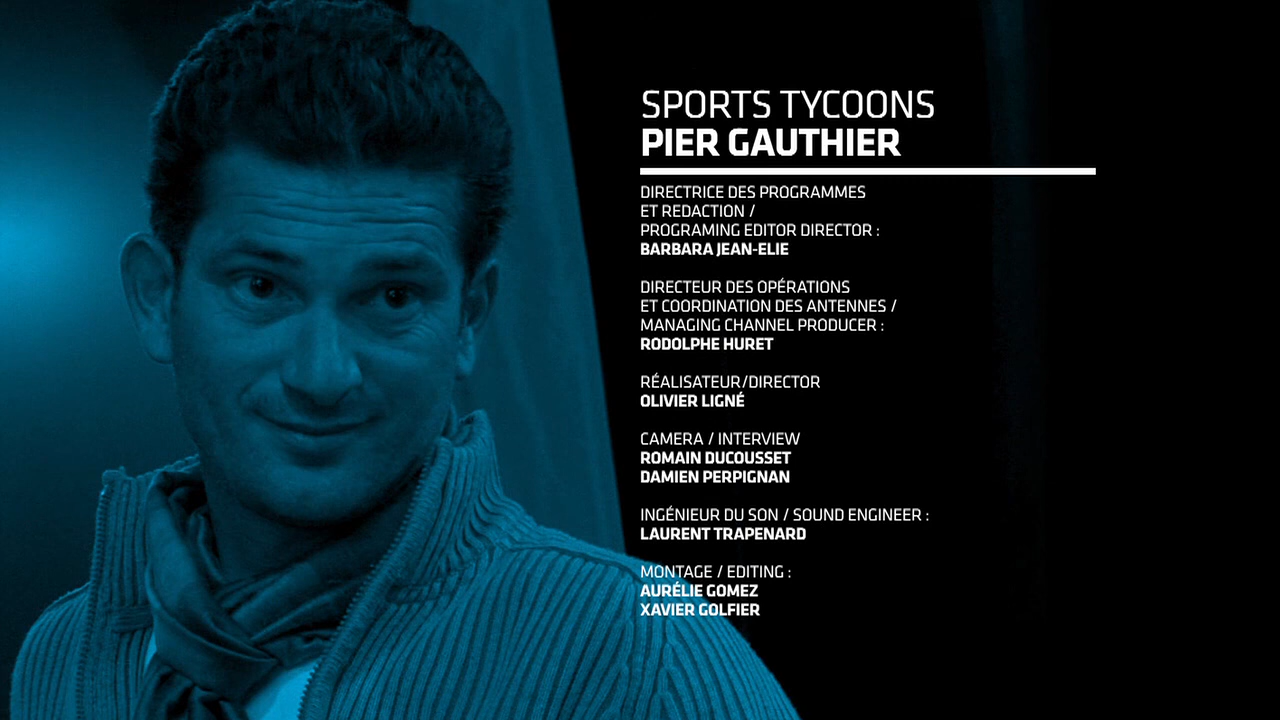 SPORTS TYCOONS
PIER GAUTHIER
DIRECTRICE DES PROGRAMMES
ET REDACTION /
PROGRAMING EDITOR DIRECTOR :
BARBARA JEAN-ELIE
DIRECTEUR DES OPÉRATIONS
ET COORDINATION DES ANTENNES /
MANAGING CHANNEL PRODUCER :
RODOLPHE HURET
RÉALISATEUR/DIRECTOR
OLIVIER LIGNÉ
CAMERA / INTERVIEW
ROMAIN DUCOUSSET
DAMIEN PERPIGNAN
INGÉNIEUR DU SON / SOUND ENGINEER :
LAURENT TRAPENARD
MONTAGE / EDITING :
AURÉLIE GOMEZ
XAVIER GOLFIER